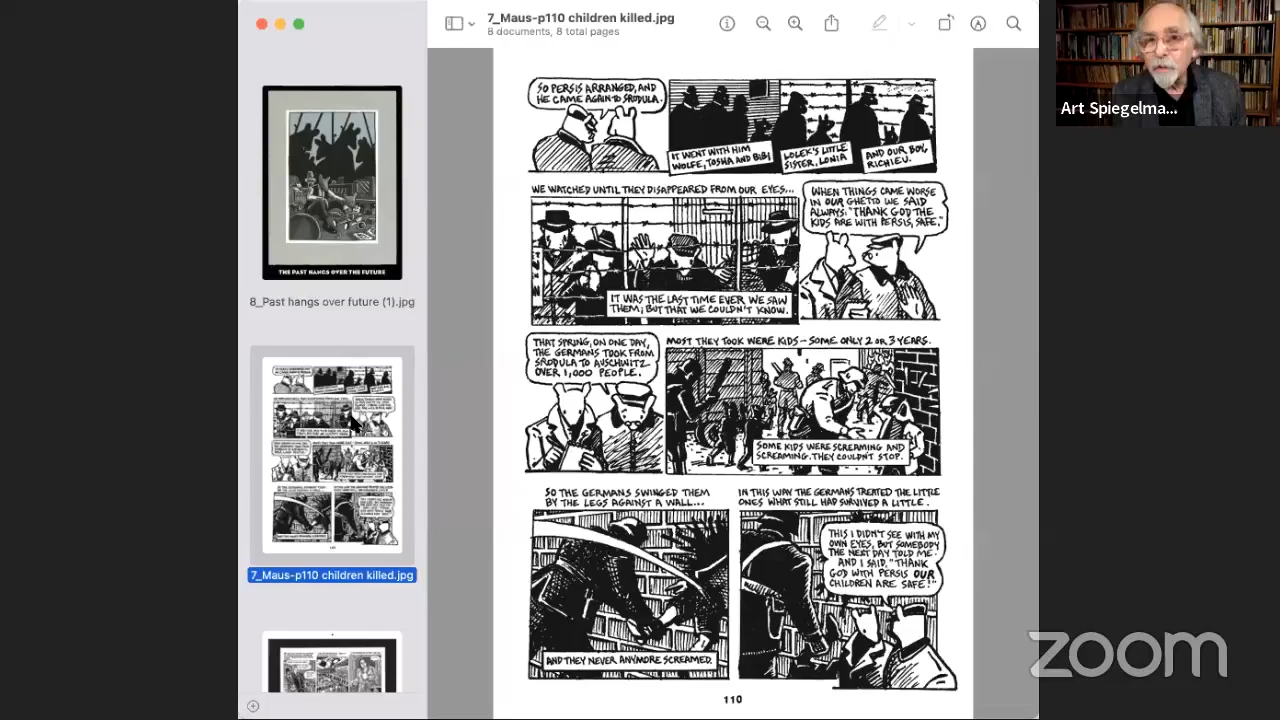 7_Maus-p110 children killed.jpg
8 documents, 8 total pages
THE PAST HANGS OVER THE FUTURE
8_Past hangs over future (1).jpg
7_Maus-p110 children killed.jpg
SO PERSIS ARRANGED, AND
HE CAME AGAIN TO SRODULA.
IT WENT WITH HIM
WOLFE, TOSHA AND BIBI
LOLEK'S LITTLE
SISTER, LONIA
AND OUR BOY,
RICHIEU.
WE WATCHED UNTIL THEY DISAPPEARED FROM OUR EYES...
IT WAS THE LAST TIME EVER WE SAW
THEM; BUT THAT WE COULDN'T KNOW.
WHEN THINGS CAME WORSE
IN OUR GHETTO WE SAID
ALWAYS: "THANK GOD THE
KIDS ARE WITH PERSIS, SAFE."
THAT SPRING, ON ONE DAY,
THE GERMANS TOOK FROM
SRODULA TO AUSCHWITZ
OVER 1,000 PEOPLE.
MOST THEY TOOK WERE KIDS – SOME ONLY 2 OR 3 YEARS.
SOME KIDS WERE SCREAMING AND
SCREAMING. THEY COULDN'T STOP.
SO THE GERMANS SWINGED THEM
BY THE LEGS AGAINST A WALL...
AND THEY NEVER ANYMORE SCREAMED.
IN THIS WAY THE GERMANS TREATED THE LITTLE
ONES WHAT STILL HAD SURVIVED A LITTLE.
THIS I DIDN'T SEE WITH MY
OWN EYES, BUT SOMEBODY
THE NEXT DAY TOLD ME.
AND I SAID, "THANK
GOD WITH PERSIS OUR
CHILDREN ARE SAFE!"
110
Art Spiegelma...
zoom